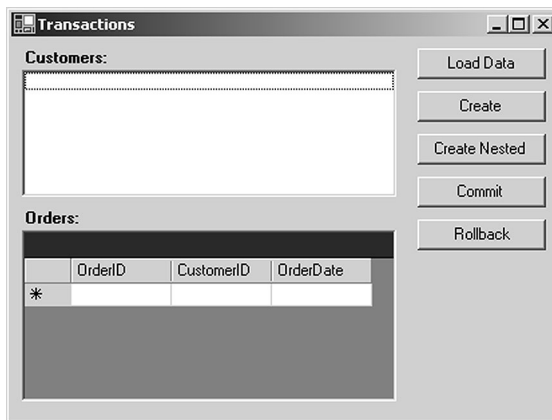 Transactions
Customers:
Load Data
Create
Create Nested
Commit
Rollback
Orders:
OrderID CustomerID OrderDate
*